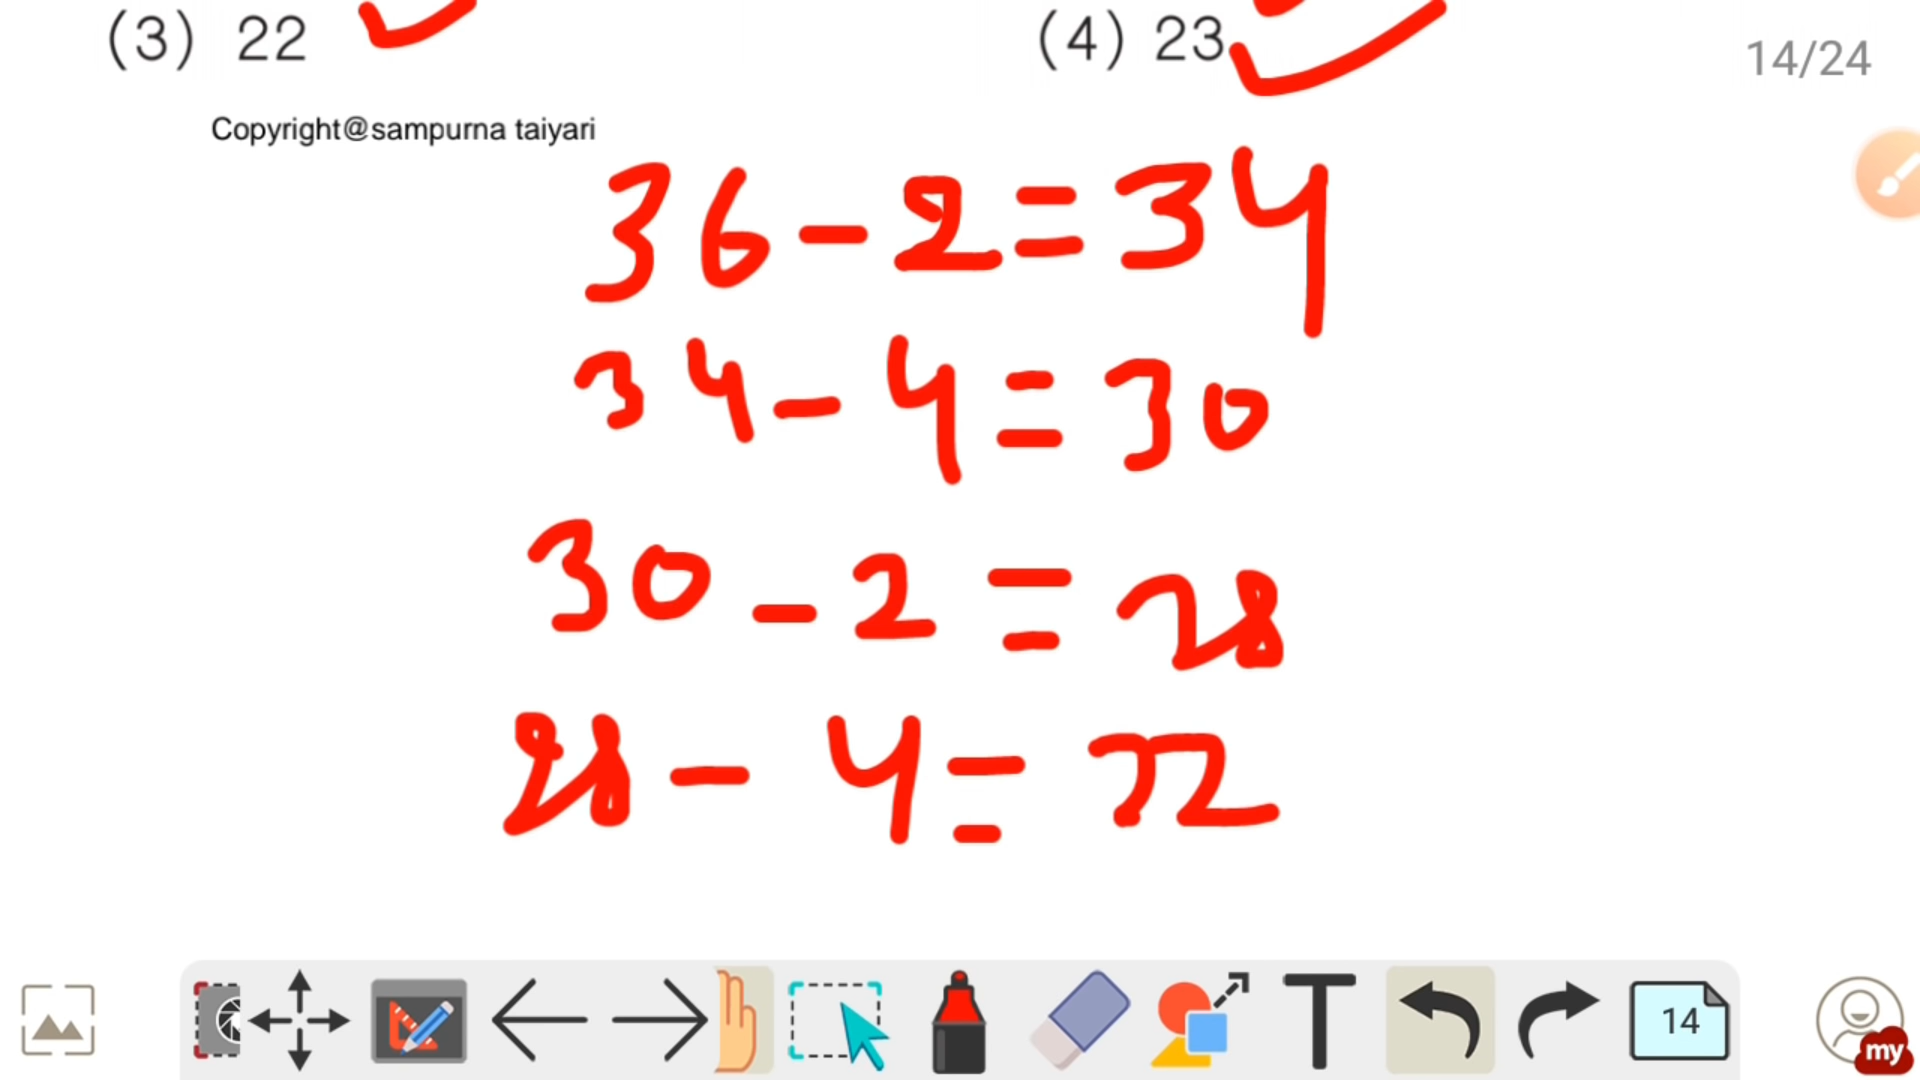 (3) 22 (4) 23
14/24
Copyright@sampurna taiyari
36-2=34
34-4=30
30-2=28
28-4=22
T 14
my